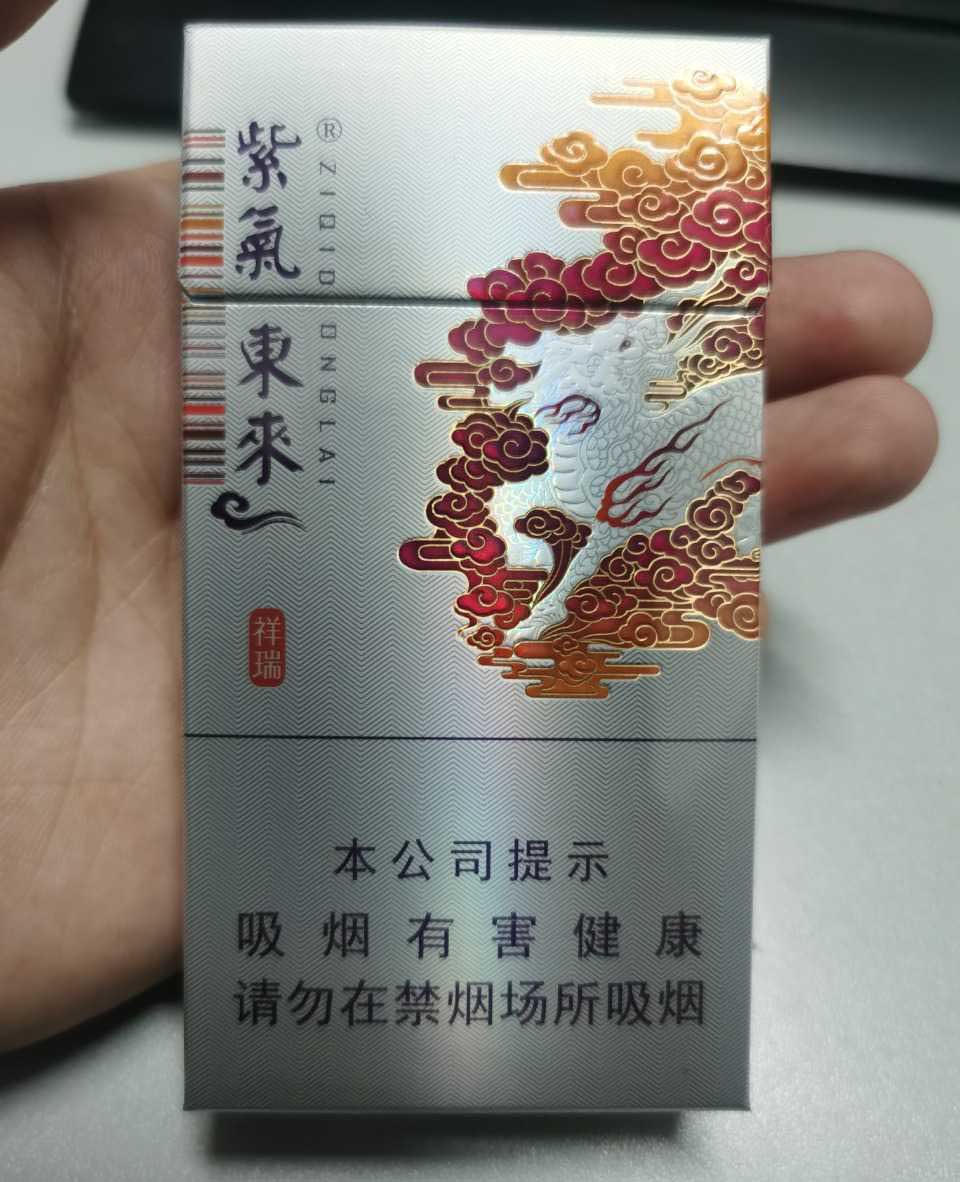 紫氣東來
®
ZIQIDONGLAI
祥瑞
本公司提示
吸烟有害健康
请勿在禁烟场所吸烟